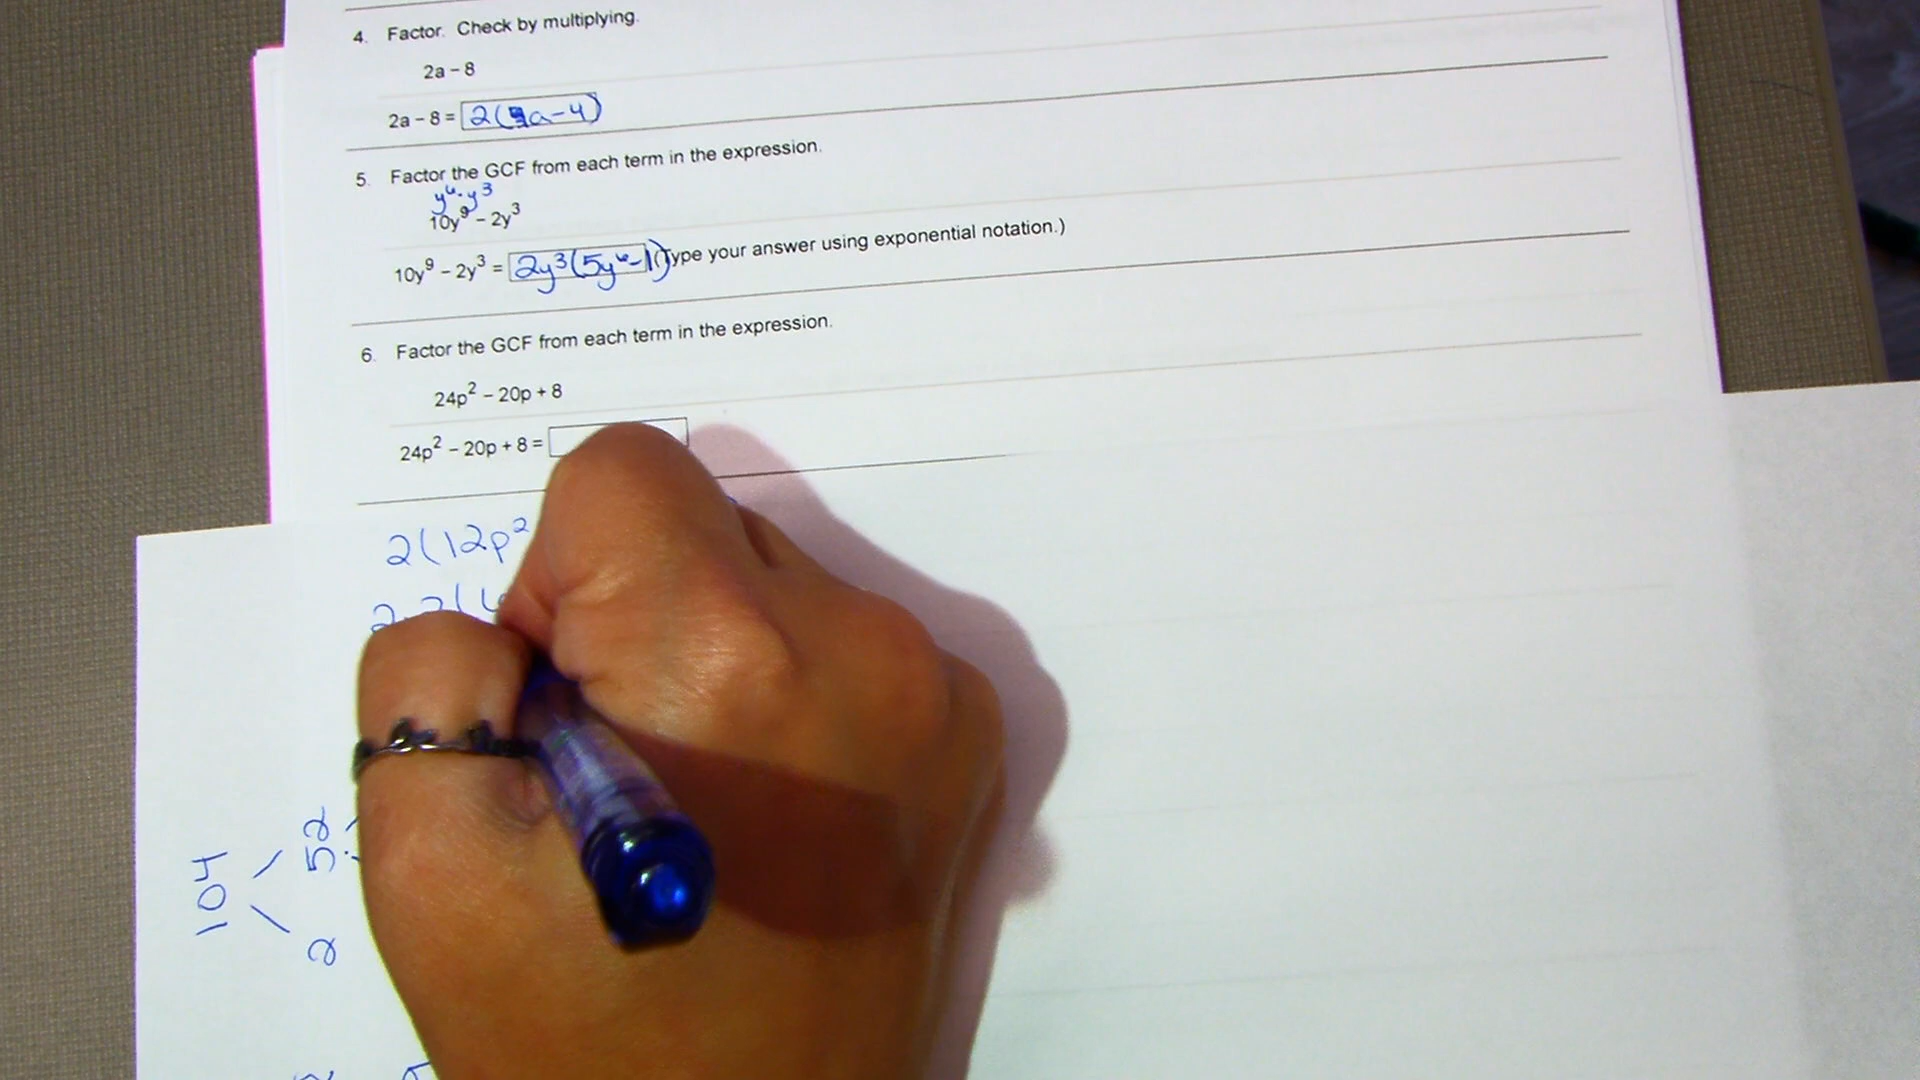 4. Factor. Check by multiplying.
2a − 8
2a − 8 = 2(a−4)
5. Factor the GCF from each term in the expression.
y⁶·y³
10y⁹ − 2y³
10y⁹ − 2y³ = 2y³(5y⁶−1) (Type your answer using exponential notation.)
6. Factor the GCF from each term in the expression.
24p² − 20p + 8
24p² − 20p + 8 =
2(12p²
2·2(6
104
2 52